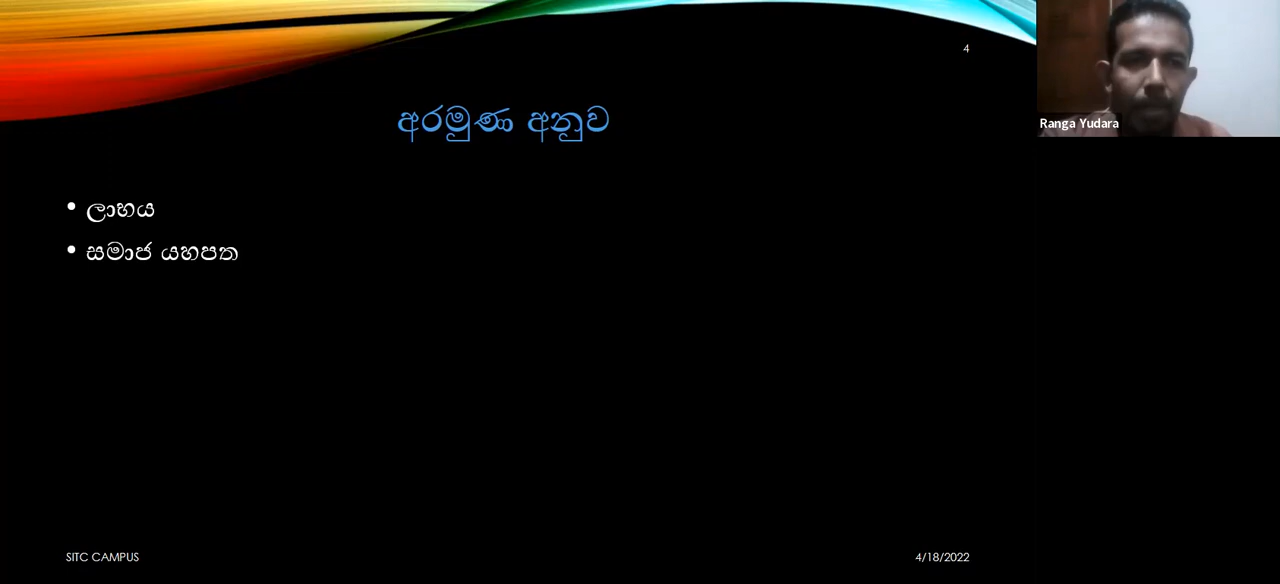 4
Ranga Yudara
අරමුණ අනුව
• ලාභය
• සමාජ යහපත
SITC CAMPUS
4/18/2022